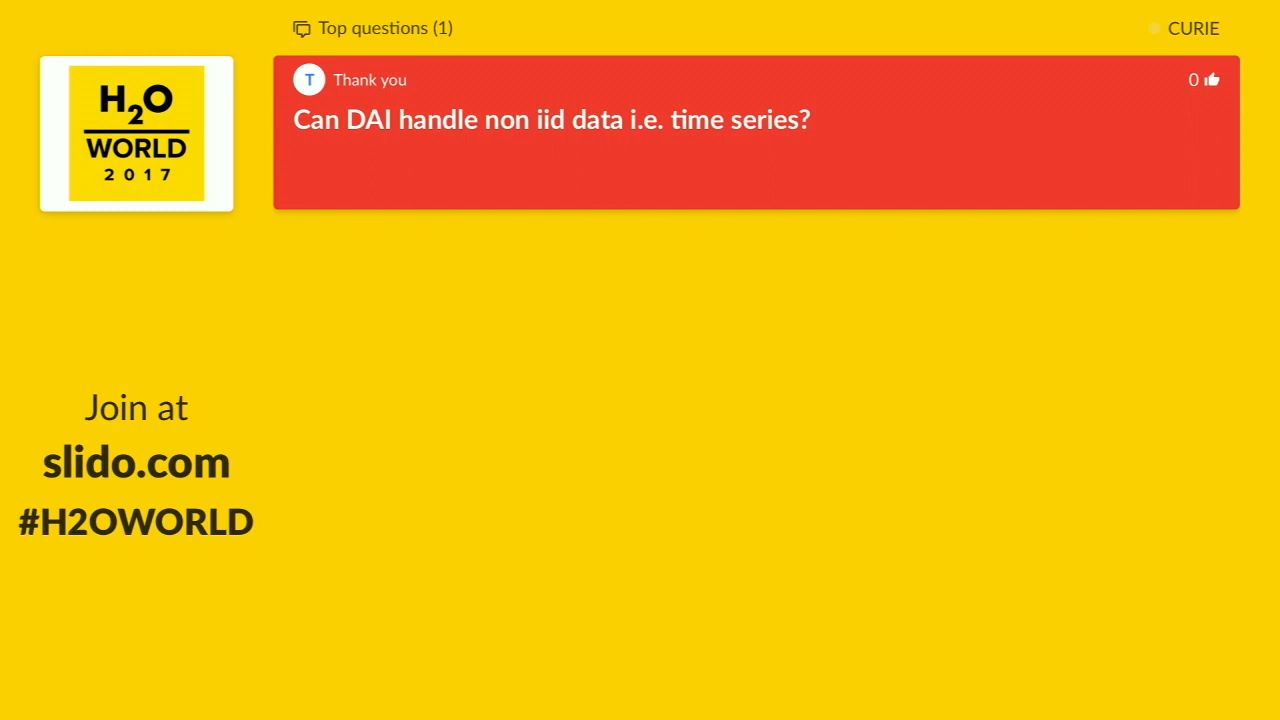 Top questions (1)
CURIE
H2O
WORLD
2017
T Thank you
0
Can DAI handle non iid data i.e. time series?
Join at
slido.com
#H2OWORLD